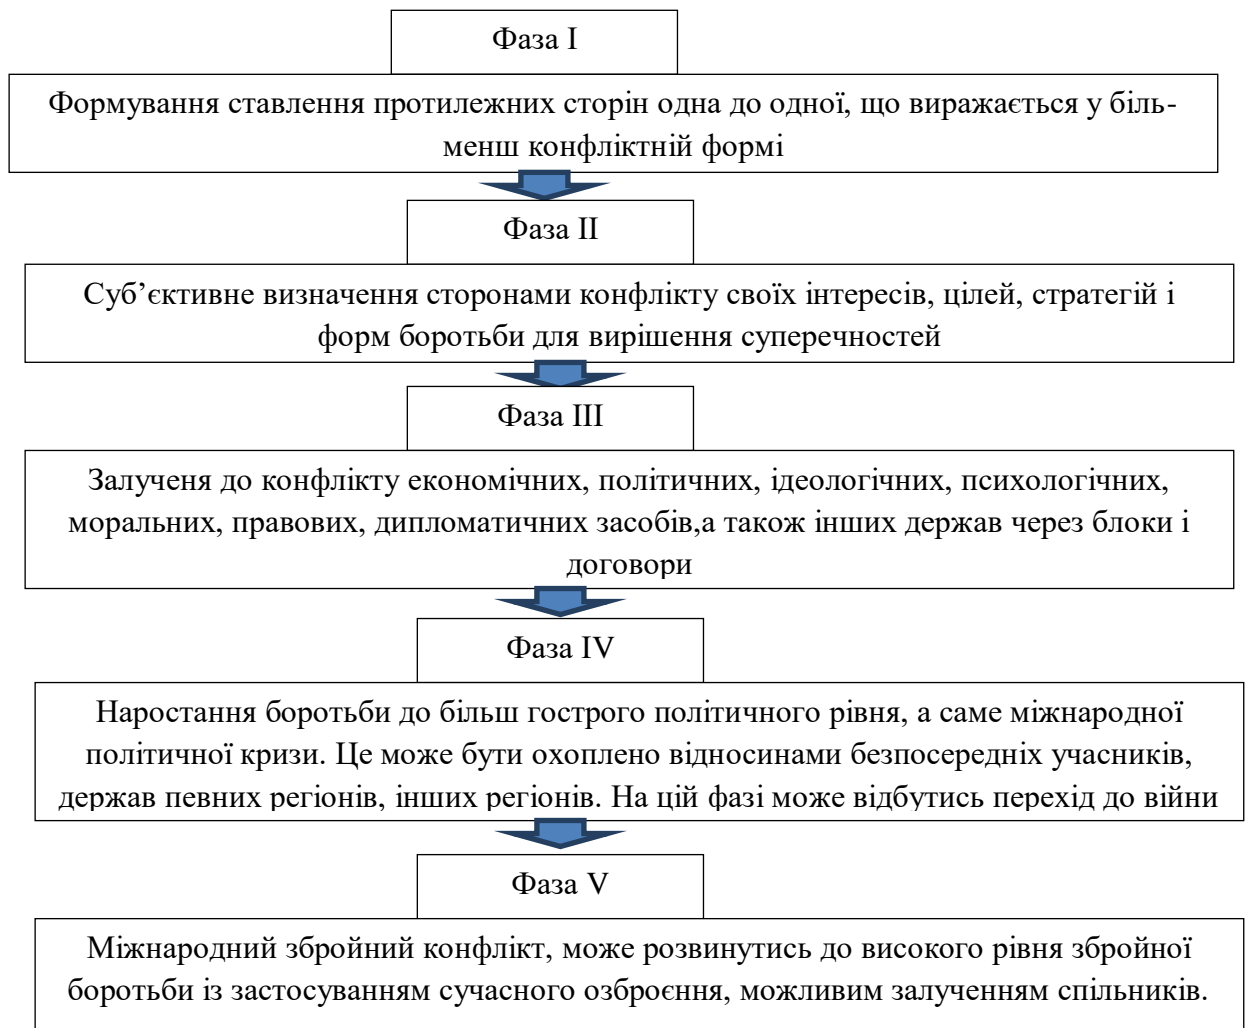 Фаза I
Формування ставлення протилежних сторін одна до одної, що виражається у біль-
менш конфліктній формі
Фаза II
Суб’єктивне визначення сторонами конфлікту своїх інтересів, цілей, стратегій і
форм боротьби для вирішення суперечностей
Фаза III
Залученя до конфлікту економічних, політичних, ідеологічних, психологічних,
моральних, правових, дипломатичних засобів,а також інших держав через блоки і
договори
Фаза IV
Наростання боротьби до більш гострого політичного рівня, а саме міжнародної
політичної кризи. Це може бути охоплено відносинами безпосередніх учасників,
держав певних регіонів, інших регіонів. На цій фазі може відбутись перехід до війни
Фаза V
Міжнародний збройний конфлікт, може розвинутись до високого рівня збройної
боротьби із застосуванням сучасного озброєння, можливим залученням спільників.